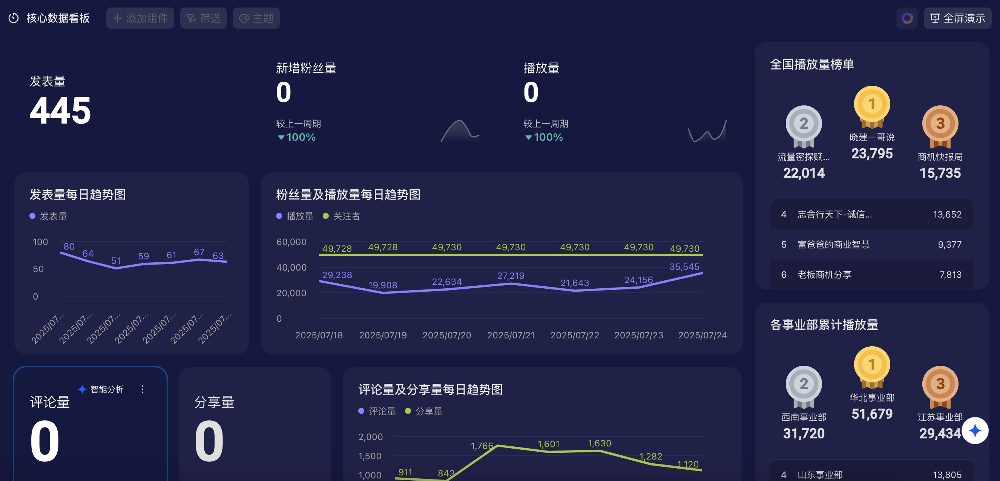 核心数据看板
添加组件
筛选
主题
全屏演示
发表量
445
新增粉丝量
0
较上一周期
100%
播放量
0
较上一周期
100%
全国播放量榜单
1
晓建一哥说
23,795
2
流量密探赋...
22,014
3
商机快报局
15,735
4 志舍行天下-诚信... 13,652
5 富爸爸的商业智慧 9,377
6 老板商机分享 7,813
发表量每日趋势图
发表量
100
50
0
80 64 51 59 61 67 63
2025/07... 2025/07... 2025/07... 2025/07... 2025/07... 2025/07... 2025/07...
粉丝量及播放量每日趋势图
播放量 关注者
60,000
40,000
20,000
0
49,728 49,728 49,730 49,730 49,730 49,730 49,730
29,238 19,908 22,634 27,219 21,643 24,156 35,545
2025/07/18 2025/07/19 2025/07/20 2025/07/21 2025/07/22 2025/07/23 2025/07/24
各事业部累计播放量
1
华北事业部
51,679
2
西南事业部
31,720
3
江苏事业部
29,434
4 山东事业部 13,805
智能分析
评论量
0
分享量
0
评论量及分享量每日趋势图
评论量 分享量
2,000
1,500
1,000
911 843 1,766 1,601 1,630 1,282 1,120